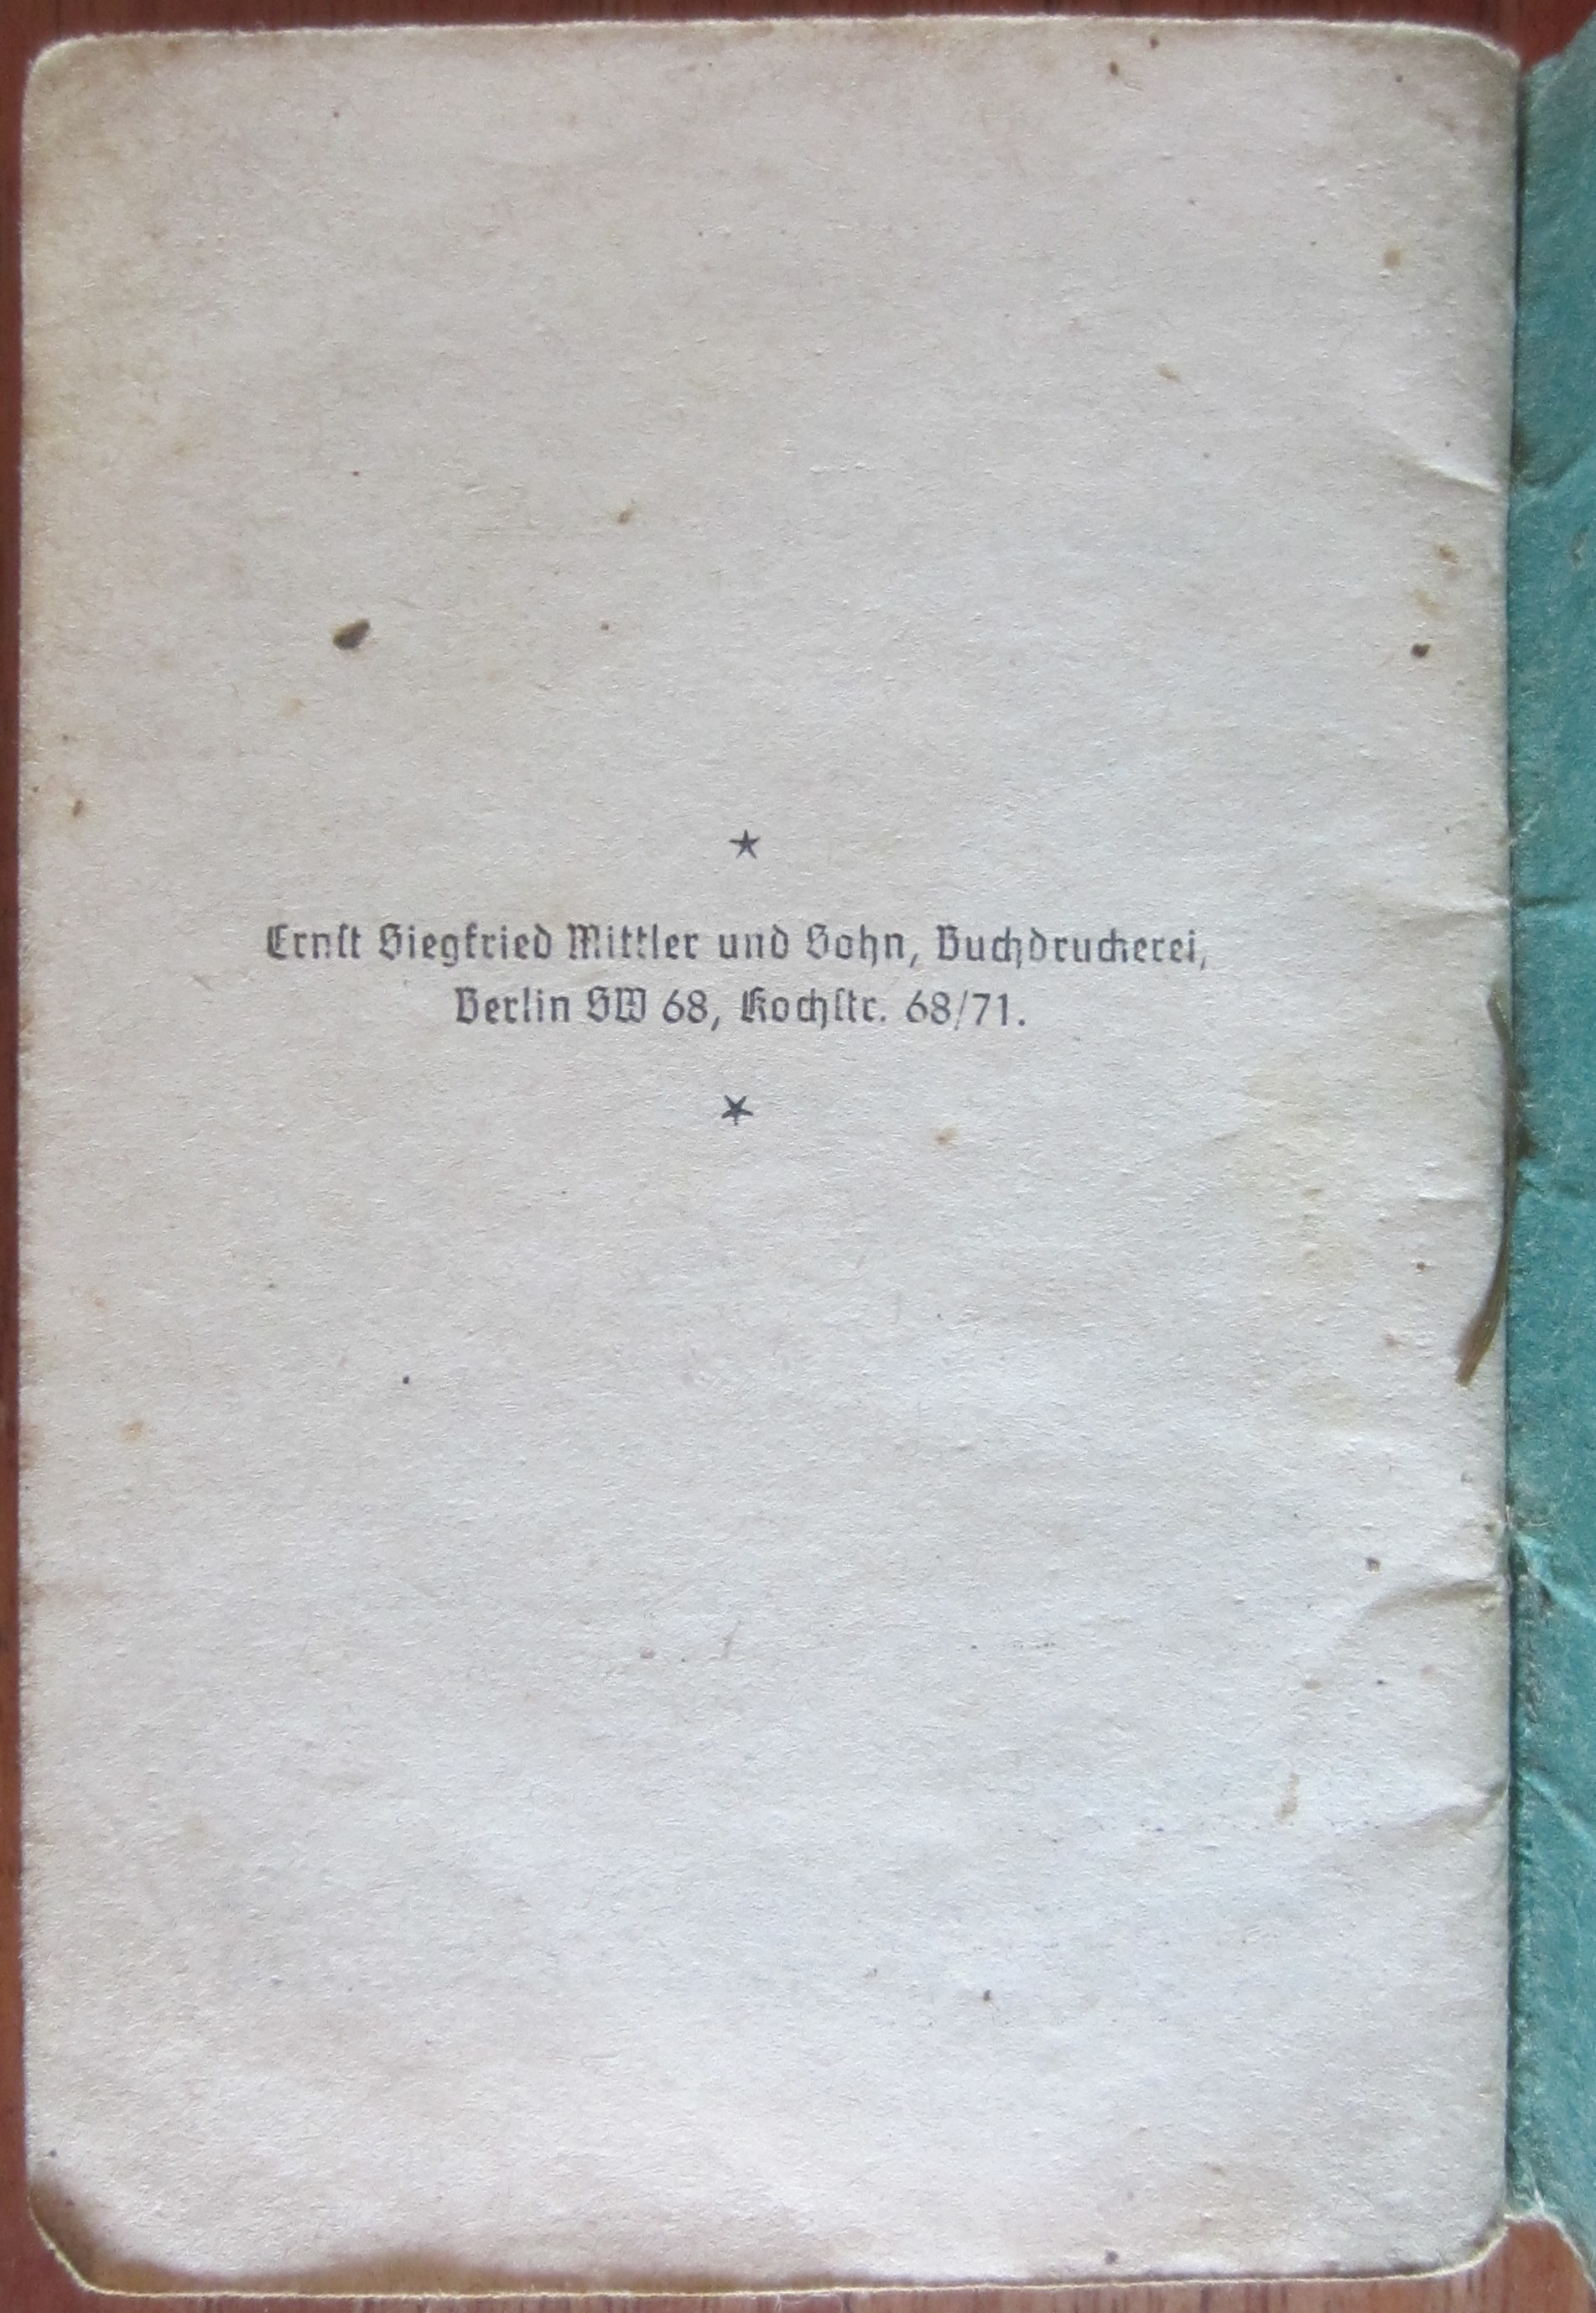 ★
Ernst Siegfried Mittler und Sohn, Buchdruckerei,
Berlin SW 68, Kochstr. 68/71.
★